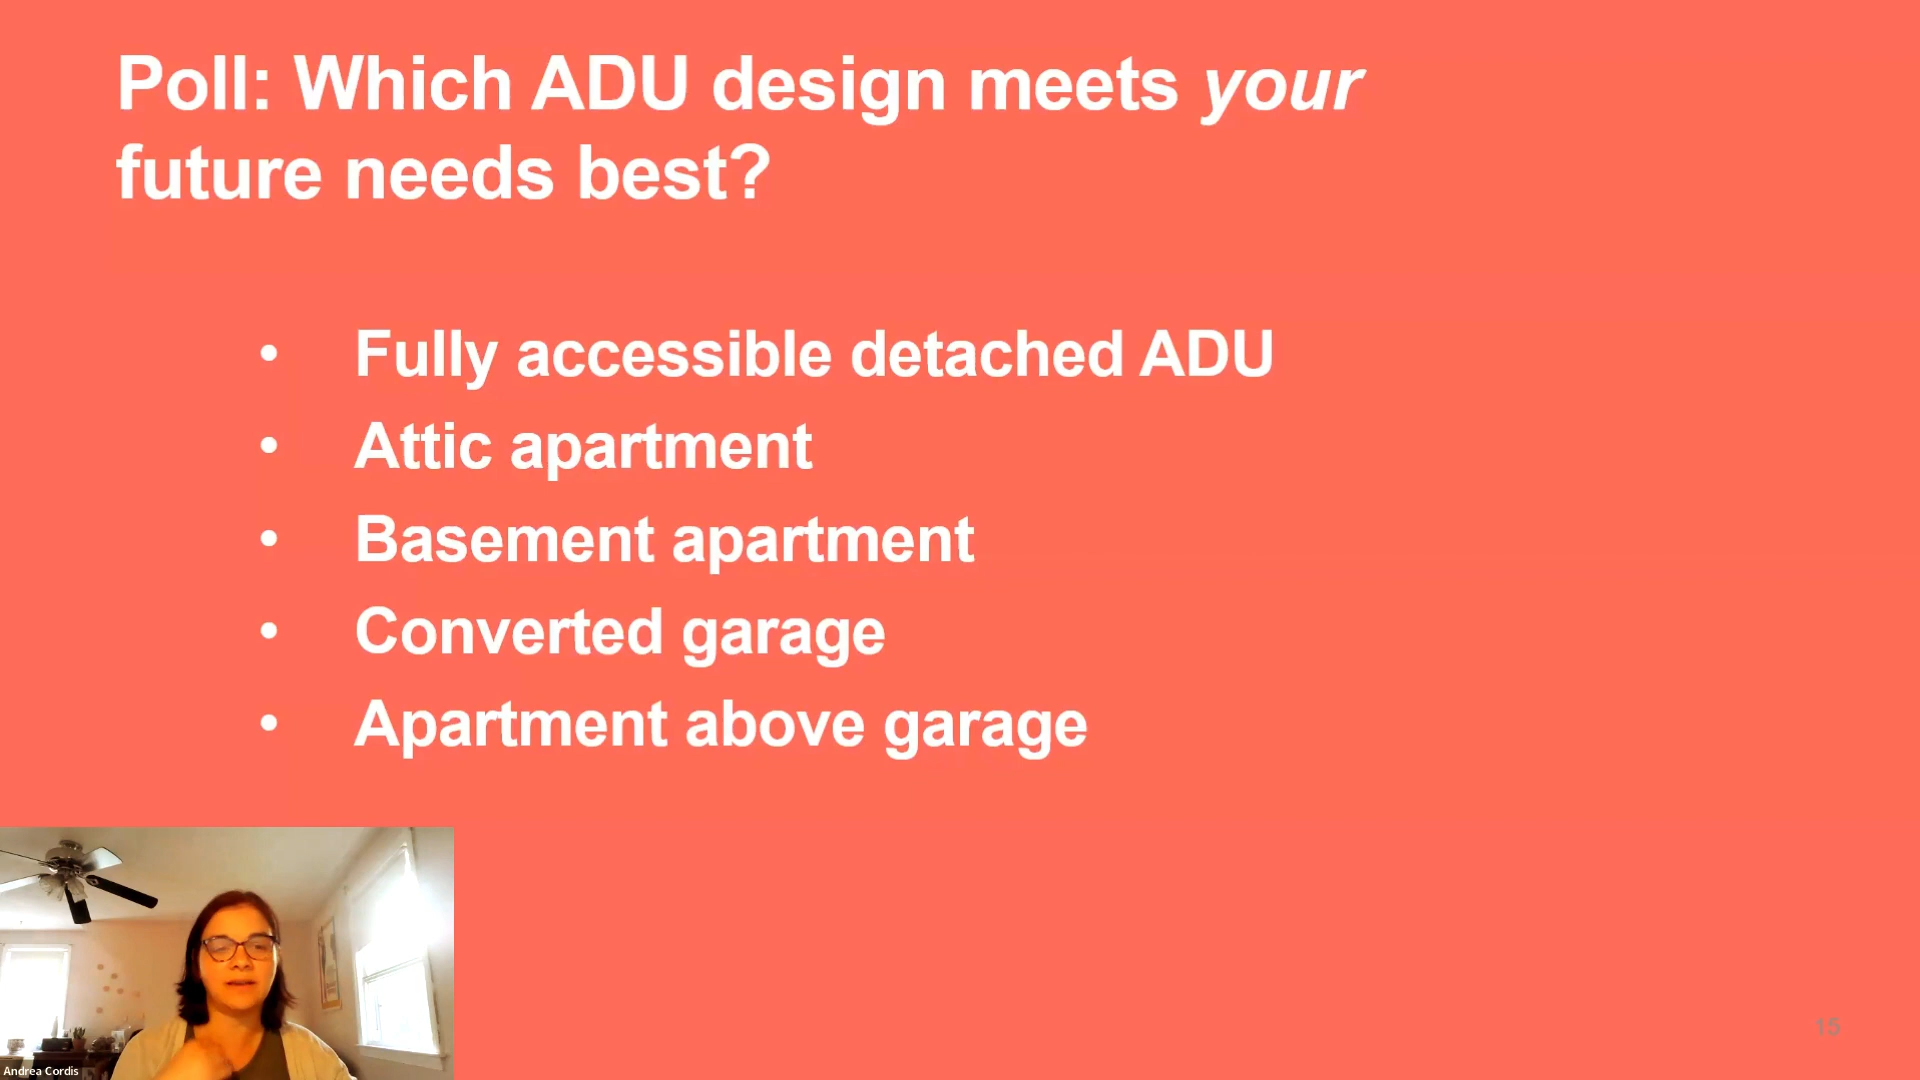 Poll: Which ADU design meets your
future needs best?
• Fully accessible detached ADU
• Attic apartment
• Basement apartment
• Converted garage
• Apartment above garage
15
Andrea Cordis